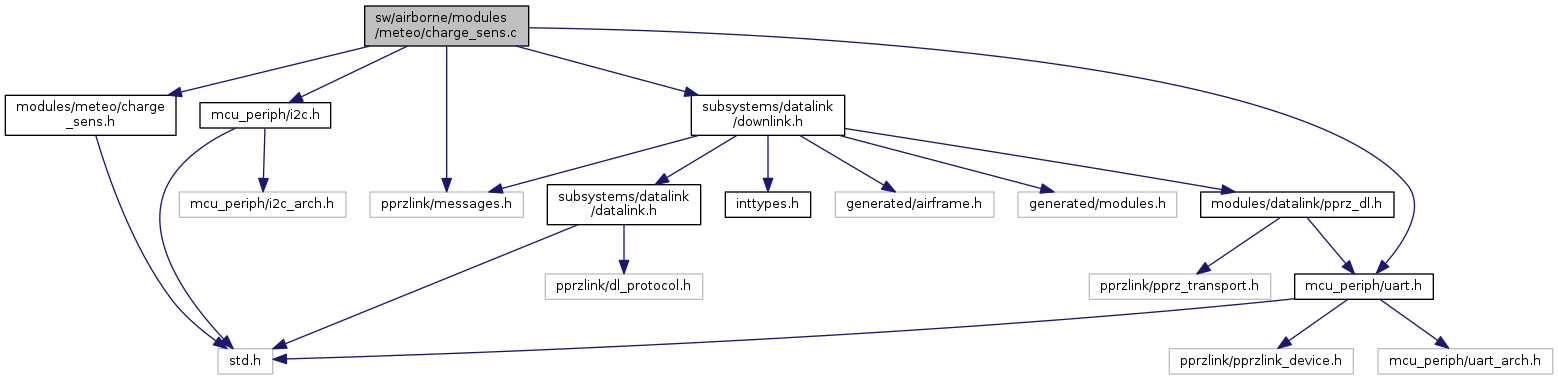 sw/airborne/modules
/meteo/charge_sens.c
modules/meteo/charge
_sens.h
mcu_periph/i2c.h
subsystems/datalink
/downlink.h
mcu_periph/i2c_arch.h
pprzlink/messages.h
subsystems/datalink
/datalink.h
inttypes.h
generated/airframe.h
generated/modules.h
modules/datalink/pprz_dl.h
pprzlink/dl_protocol.h
pprzlink/pprz_transport.h
mcu_periph/uart.h
std.h
pprzlink/pprzlink_device.h
mcu_periph/uart_arch.h